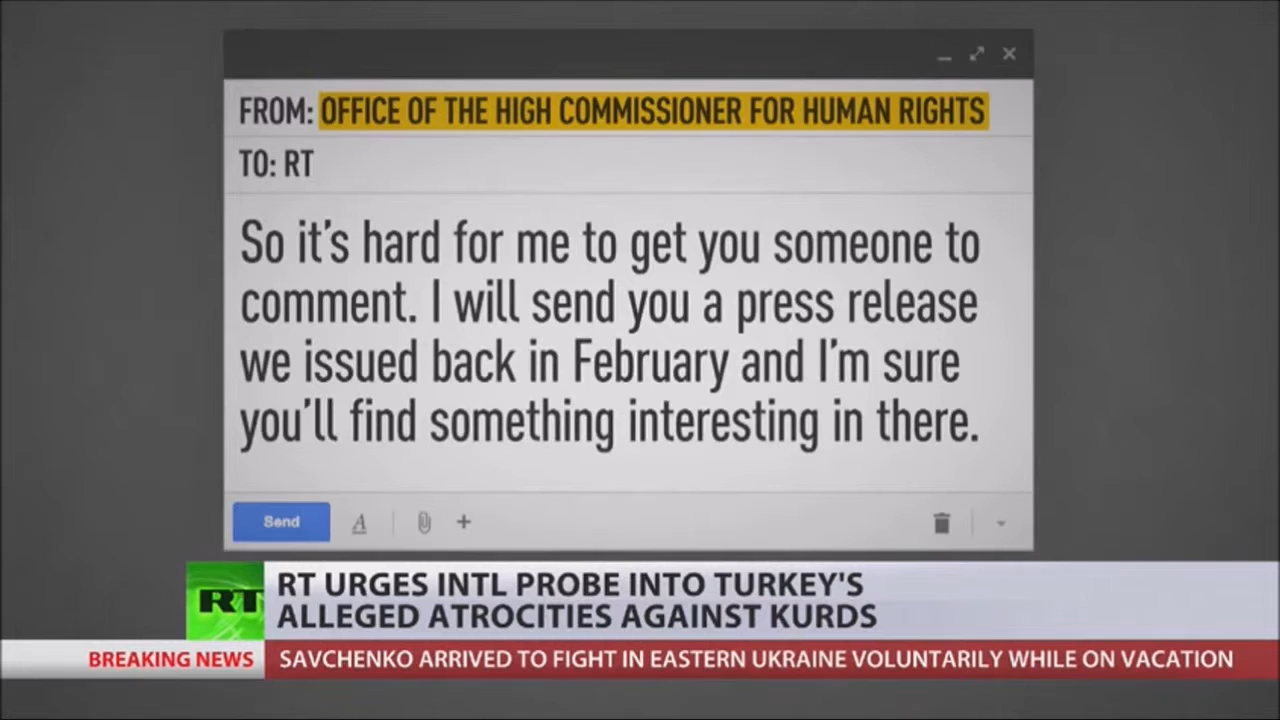 FROM: OFFICE OF THE HIGH COMMISSIONER FOR HUMAN RIGHTS
TO: RT
So it's hard for me to get you someone to
comment. I will send you a press release
we issued back in February and I'm sure
you'll find something interesting in there.
Send
A
RT
RT URGES INTL PROBE INTO TURKEY'S
ALLEGED ATROCITIES AGAINST KURDS
BREAKING NEWS
SAVCHENKO ARRIVED TO FIGHT IN EASTERN UKRAINE VOLUNTARILY WHILE ON VACATION